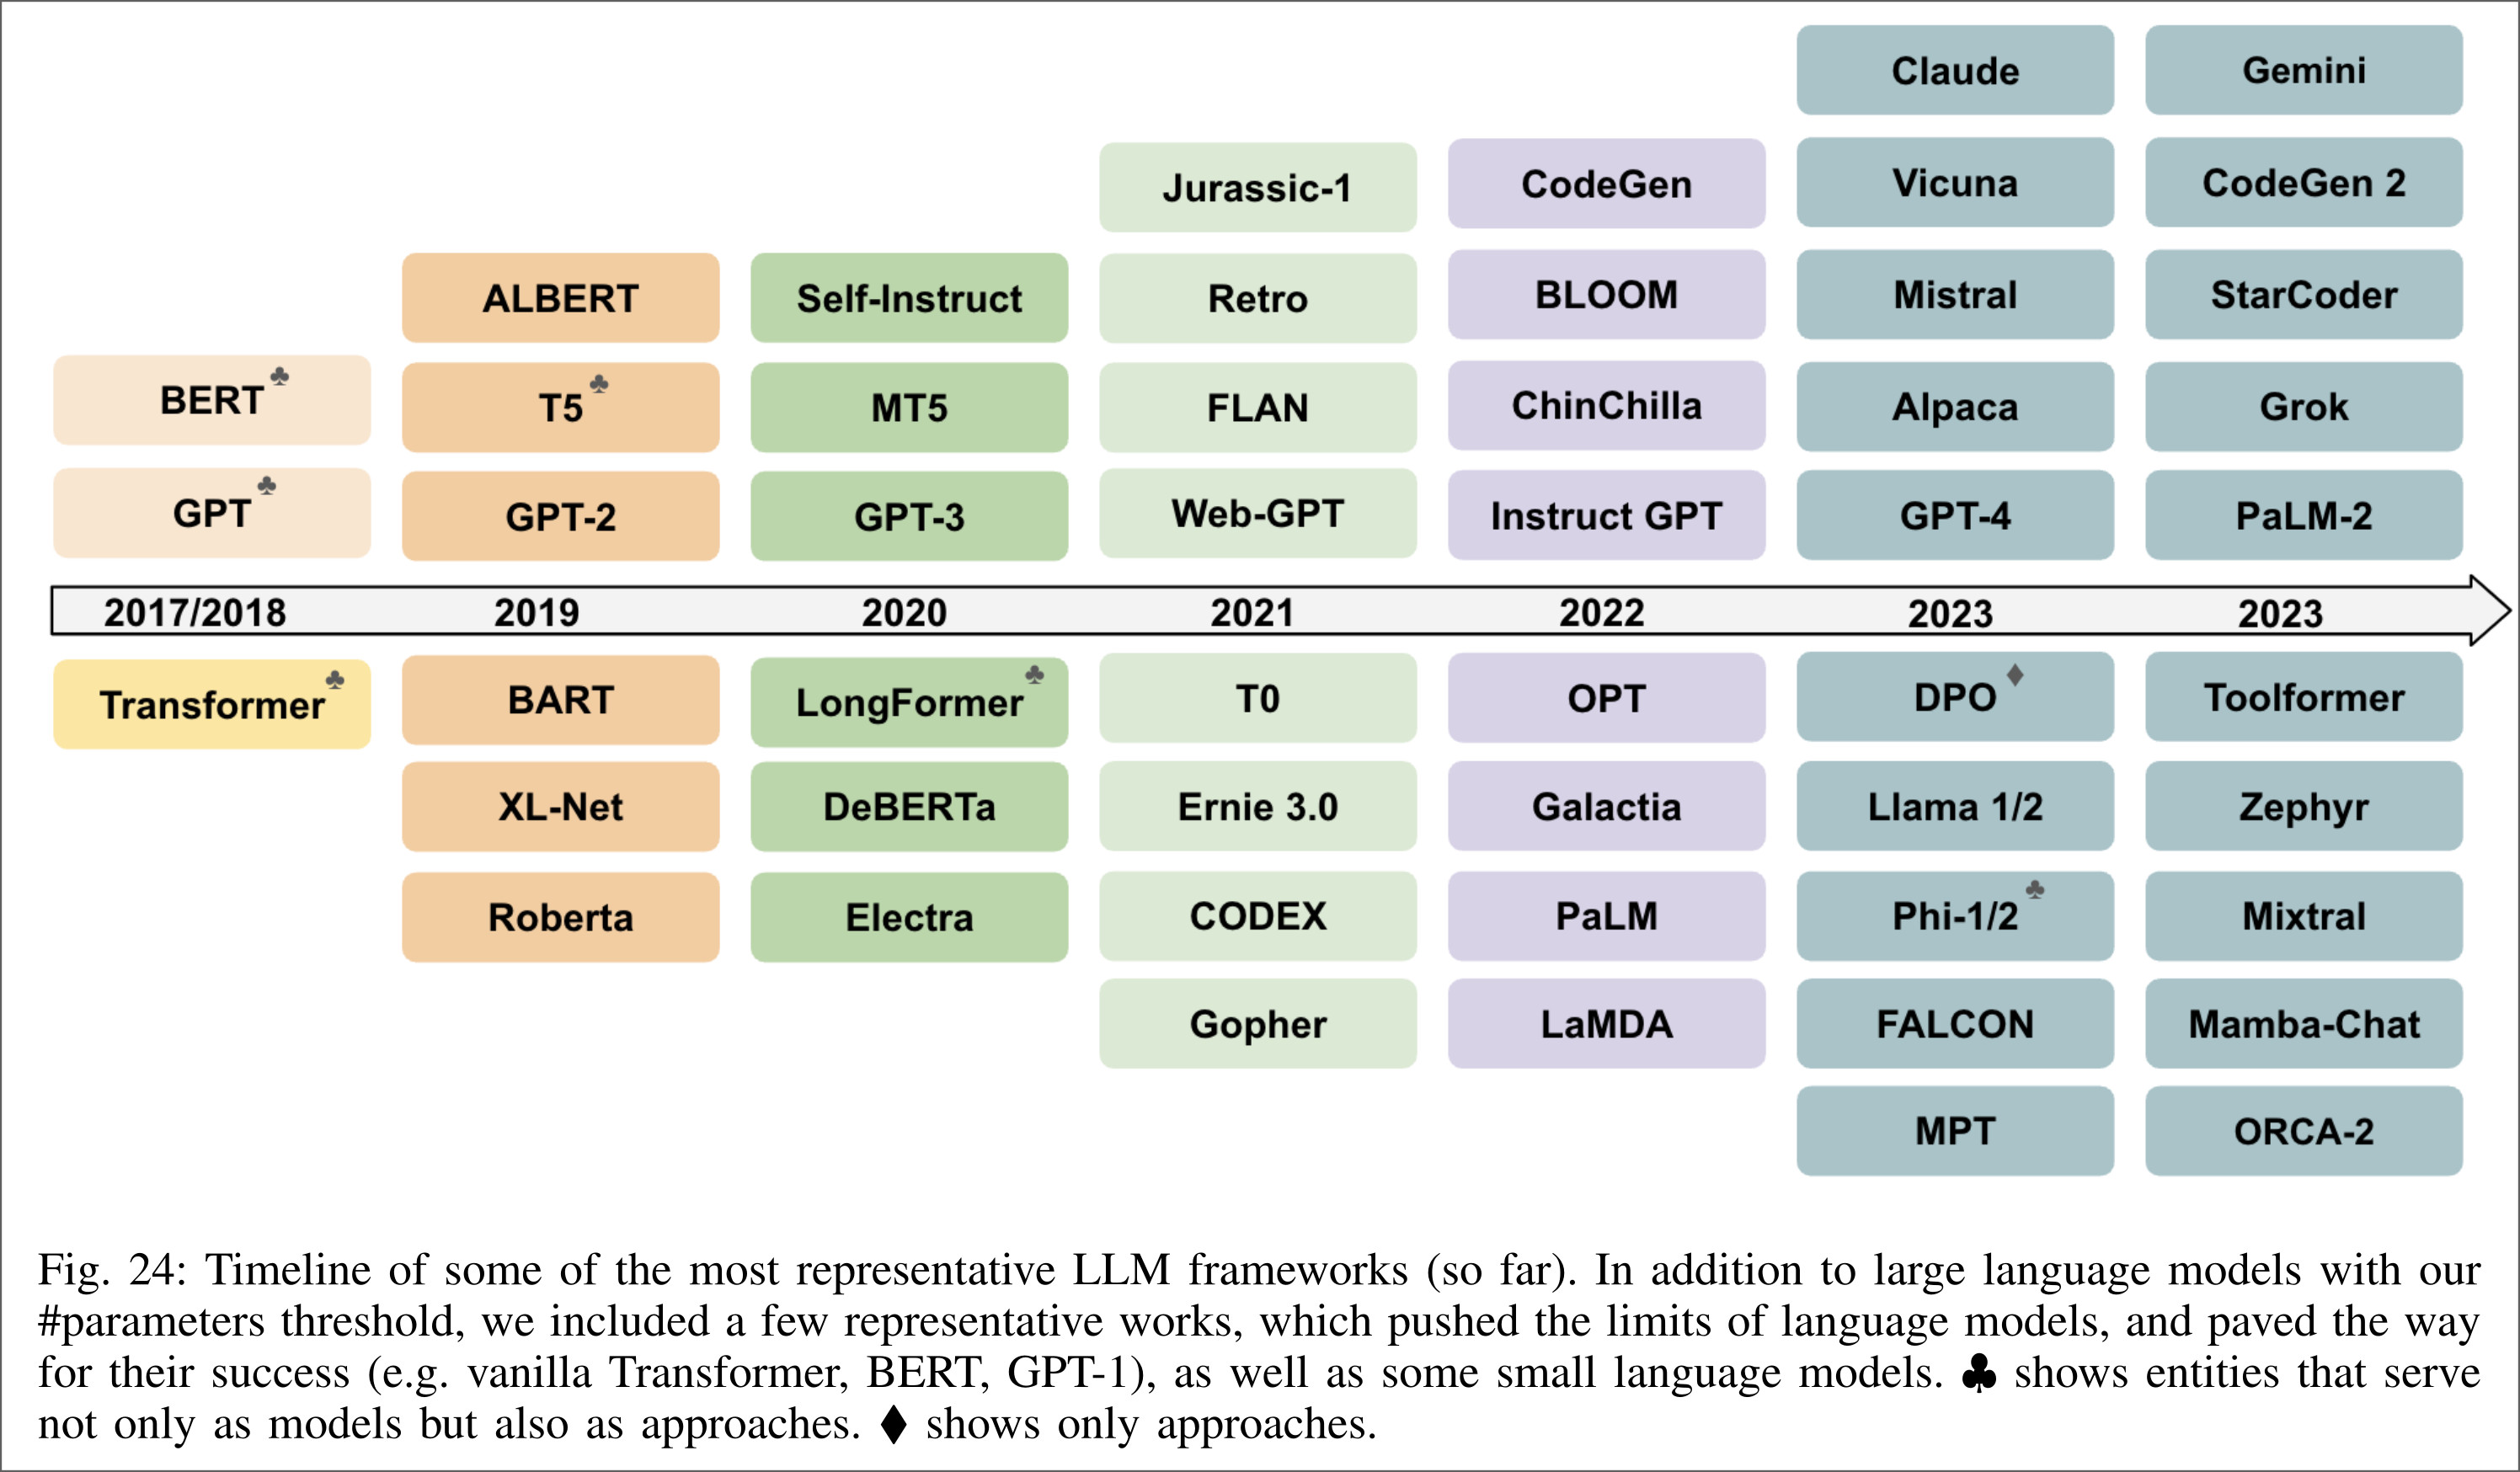 Claude Gemini
Jurassic-1 CodeGen Vicuna CodeGen 2
ALBERT Self-Instruct Retro BLOOM Mistral StarCoder
BERT♣ T5♣ MT5 FLAN ChinChilla Alpaca Grok
GPT♣ GPT-2 GPT-3 Web-GPT Instruct GPT GPT-4 PaLM-2
2017/2018 2019 2020 2021 2022 2023 2023
Transformer♣ BART LongFormer♣ T0 OPT DPO♦ Toolformer
XL-Net DeBERTa Ernie 3.0 Galactia Llama 1/2 Zephyr
Roberta Electra CODEX PaLM Phi-1/2♣ Mixtral
Gopher LaMDA FALCON Mamba-Chat
MPT ORCA-2
Fig. 24: Timeline of some of the most representative LLM frameworks (so far). In addition to large language models with our
#parameters threshold, we included a few representative works, which pushed the limits of language models, and paved the way
for their success (e.g. vanilla Transformer, BERT, GPT-1), as well as some small language models. ♣ shows entities that serve
not only as models but also as approaches. ♦ shows only approaches.